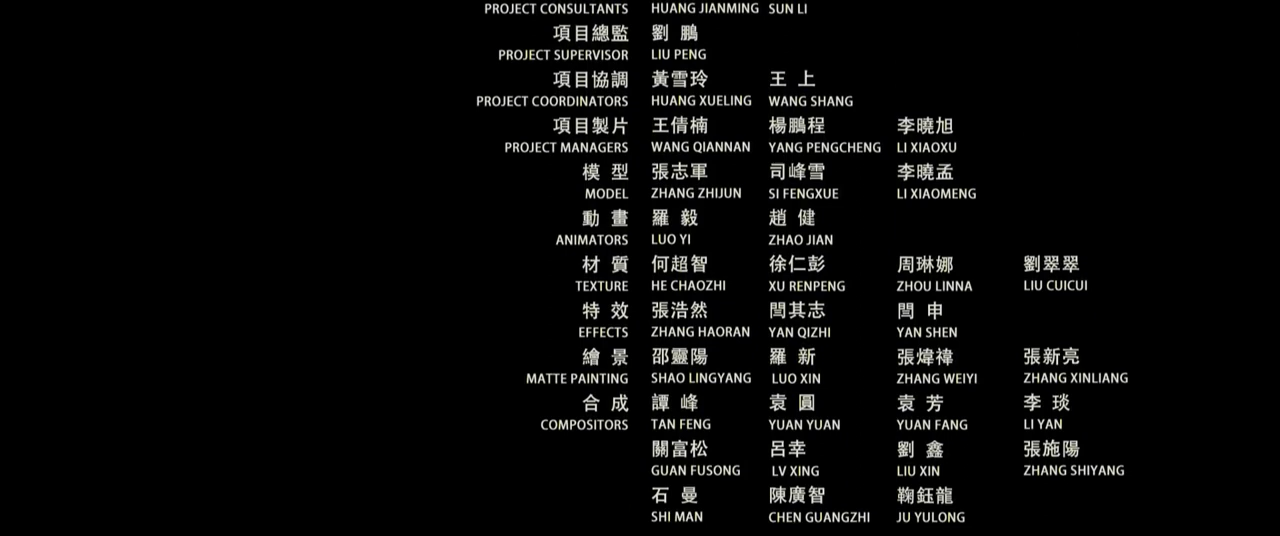 PROJECT CONSULTANTS HUANG JIANMING SUN LI
項目總監 劉 鵬
PROJECT SUPERVISOR LIU PENG
項目協調 黃雪玲 王 上
PROJECT COORDINATORS HUANG XUELING WANG SHANG
項目製片 王倩楠 楊鵬程 李曉旭
PROJECT MANAGERS WANG QIANNAN YANG PENGCHENG LI XIAOXU
模 型 張志軍 司峰雪 李曉孟
MODEL ZHANG ZHIJUN SI FENGXUE LI XIAOMENG
動 畫 羅 毅 趙 健
ANIMATORS LUO YI ZHAO JIAN
材 質 何超智 徐仁彭 周琳娜 劉翠翠
TEXTURE HE CHAOZHI XU RENPENG ZHOU LINNA LIU CUICUI
特 效 張浩然 閆其志 閆 申
EFFECTS ZHANG HAORAN YAN QIZHI YAN SHEN
繪 景 邵靈陽 羅 新 張煒禕 張新亮
MATTE PAINTING SHAO LINGYANG LUO XIN ZHANG WEIYI ZHANG XINLIANG
合 成 譚 峰 袁 圓 袁 芳 李 琰
COMPOSITORS TAN FENG YUAN YUAN YUAN FANG LI YAN
關富松 呂幸 劉 鑫 張施陽
GUAN FUSONG LV XING LIU XIN ZHANG SHIYANG
石 曼 陳廣智 鞠鈺龍
SHI MAN CHEN GUANGZHI JU YULONG